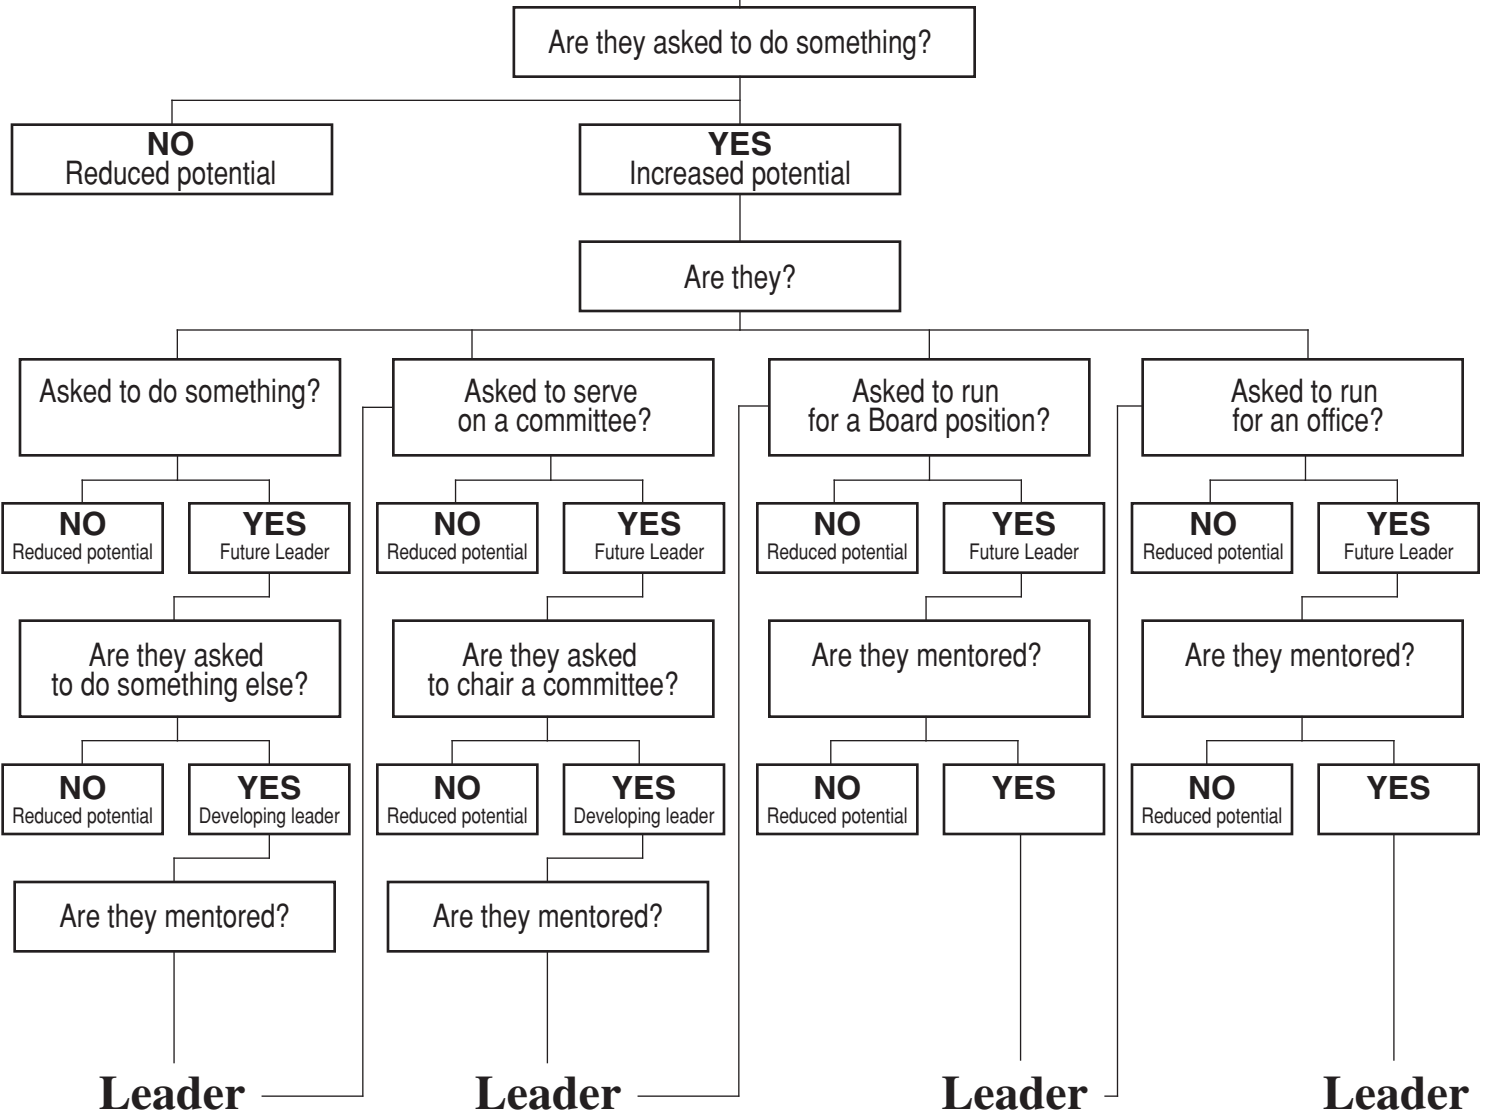 Are they asked to do something?
NO
Reduced potential
YES
Increased potential
Are they?
Asked to do something?
Asked to serve
on a committee?
Asked to run
for a Board position?
Asked to run
for an office?
NO
Reduced potential
YES
Future Leader
NO
Reduced potential
YES
Future Leader
NO
Reduced potential
YES
Future Leader
NO
Reduced potential
YES
Future Leader
Are they asked
to do something else?
Are they asked
to chair a committee?
Are they mentored?
Are they mentored?
NO
Reduced potential
YES
Developing leader
NO
Reduced potential
YES
Developing leader
NO
Reduced potential
YES
NO
Reduced potential
YES
Are they mentored?
Are they mentored?
Leader
Leader
Leader
Leader